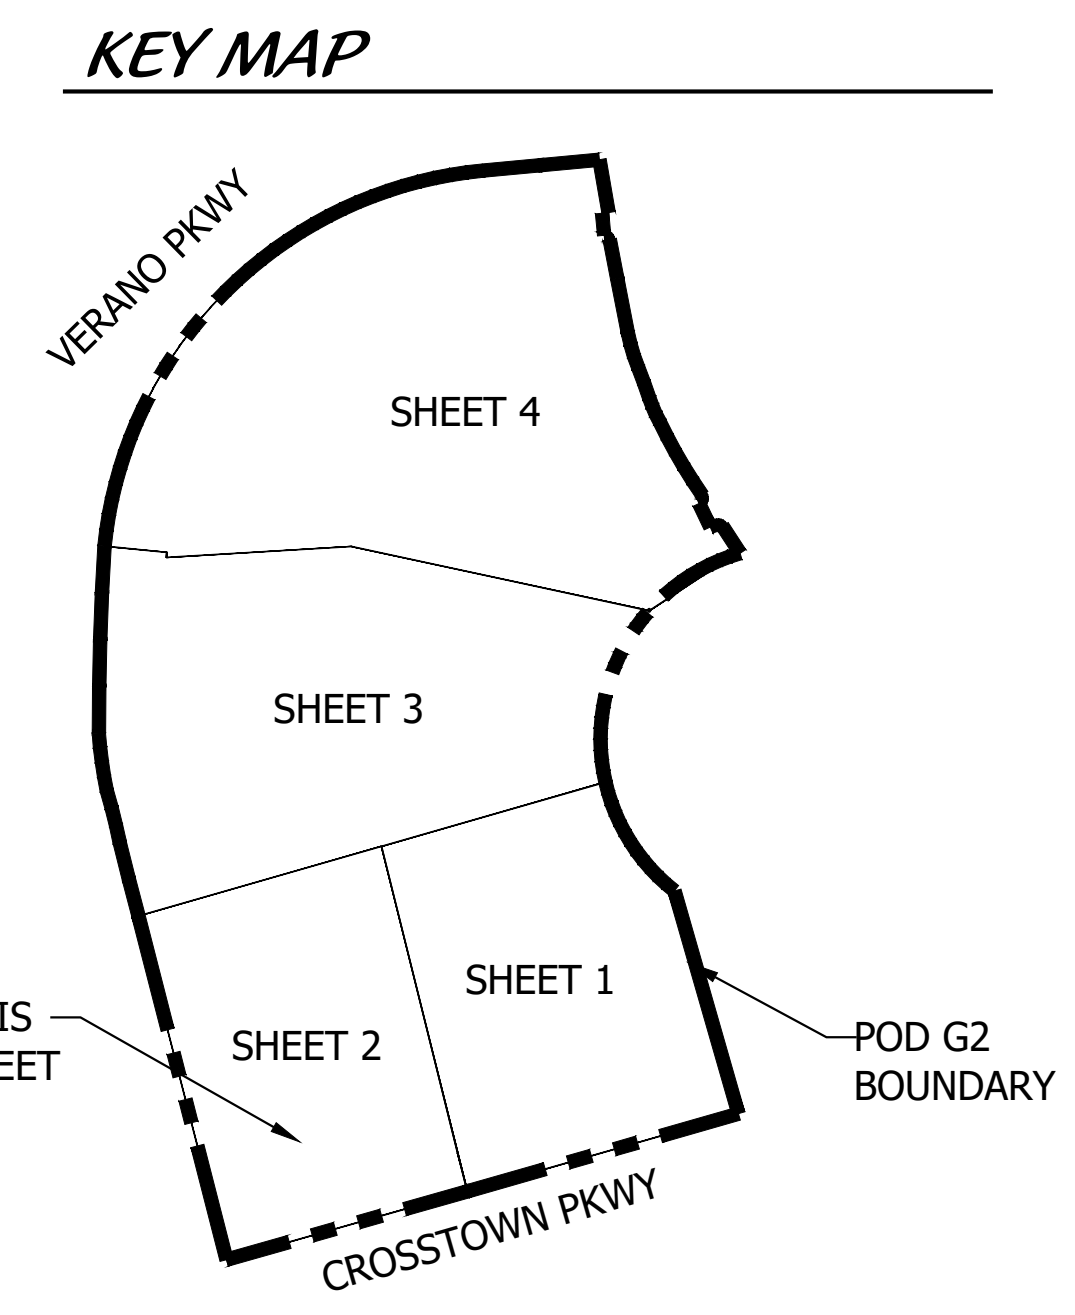 KEY MAP
VERANO PKWY
SHEET 4
SHEET 3
SHEET 1
SHEET 2
POD G2
BOUNDARY
CROSSTOWN PKWY